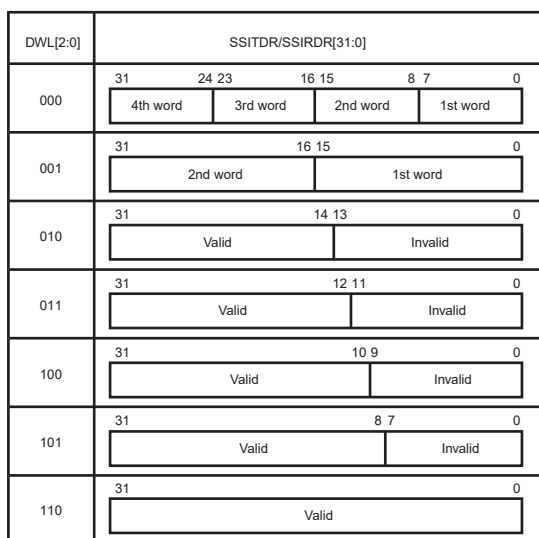 DWL[2:0] SSITDR/SSIRDR[31:0]
31 24 23 16 15 8 7 0
000 4th word 3rd word 2nd word 1st word
31 16 15 0
001 2nd word 1st word
31 14 13 0
010 Valid Invalid
31 12 11 0
011 Valid Invalid
31 10 9 0
100 Valid Invalid
31 8 7 0
101 Valid Invalid
31 0
110 Valid